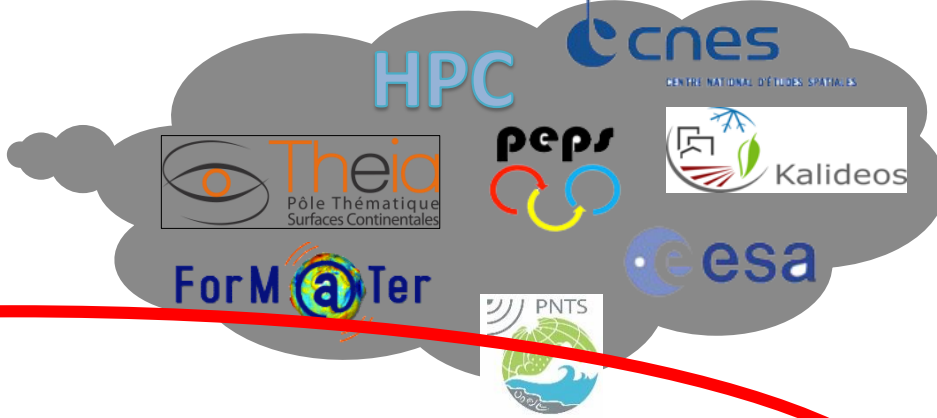 cnes
CENTRE NATIONAL D'ÉTUDES SPATIALES
HPC
Theia
Pôle Thématique
Surfaces Continentales
peps
Kalideos
ForM@Ter
esa
PNTS